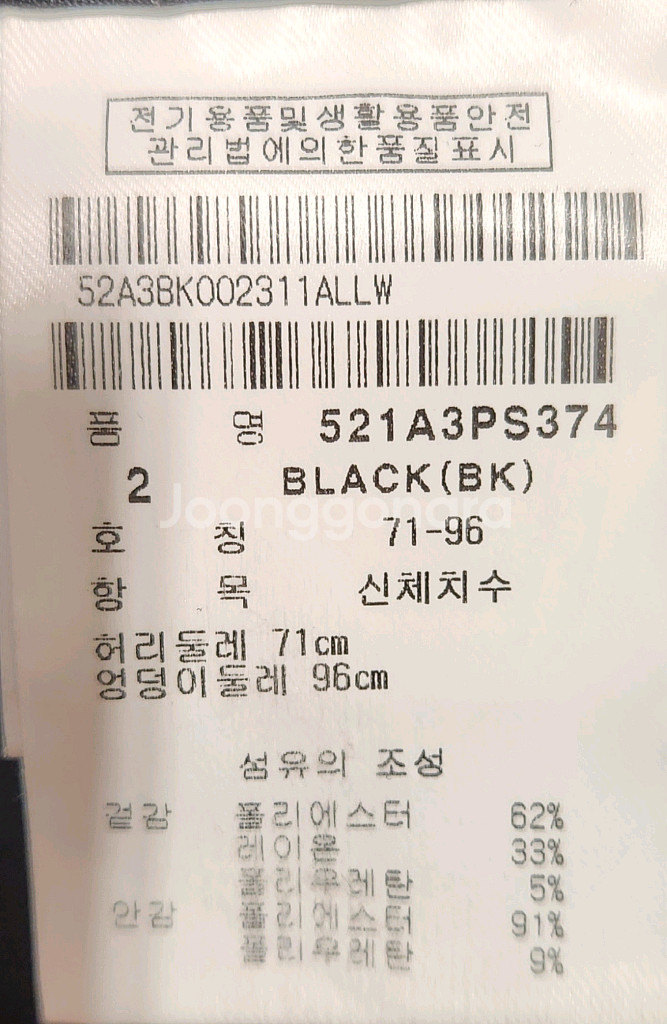 전기용품및생활용품안전
관리법에의한품질표시
52A3BK002311ALLW
품 명 521A3PS374
2 BLACK(BK)
Joonggonara
호 칭 71-96
항 목 신체치수
허리둘레 71cm
엉덩이둘레 96cm
섬유의 조성
겉감 폴리에스터 62%
레이온 33%
폴리우레탄 5%
안감 폴리에스터 91%
폴리우레탄 9%